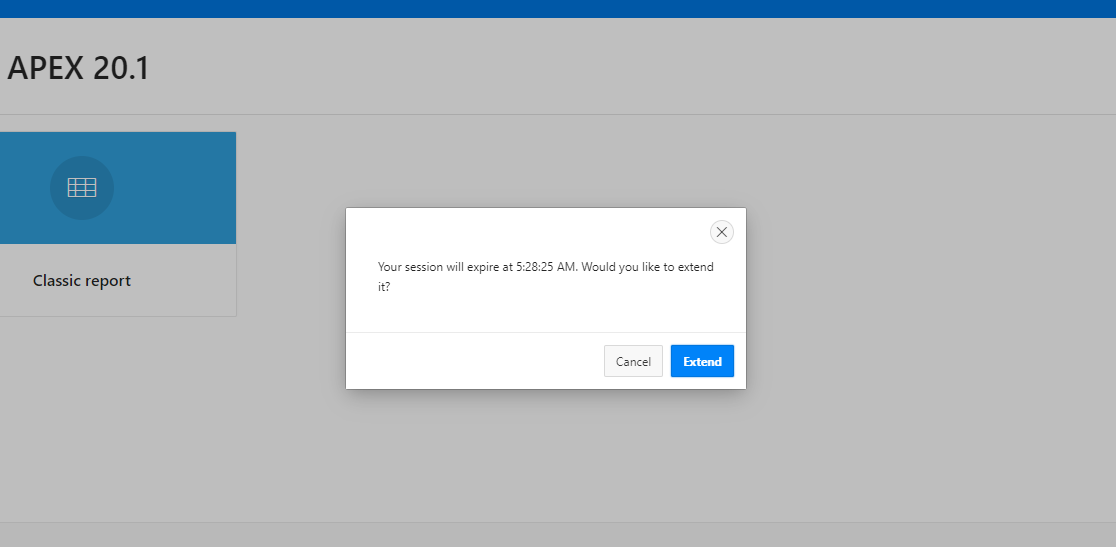 APEX 20.1
Classic report
Your session will expire at 5:28:25 AM. Would you like to extend
it?
Cancel
Extend